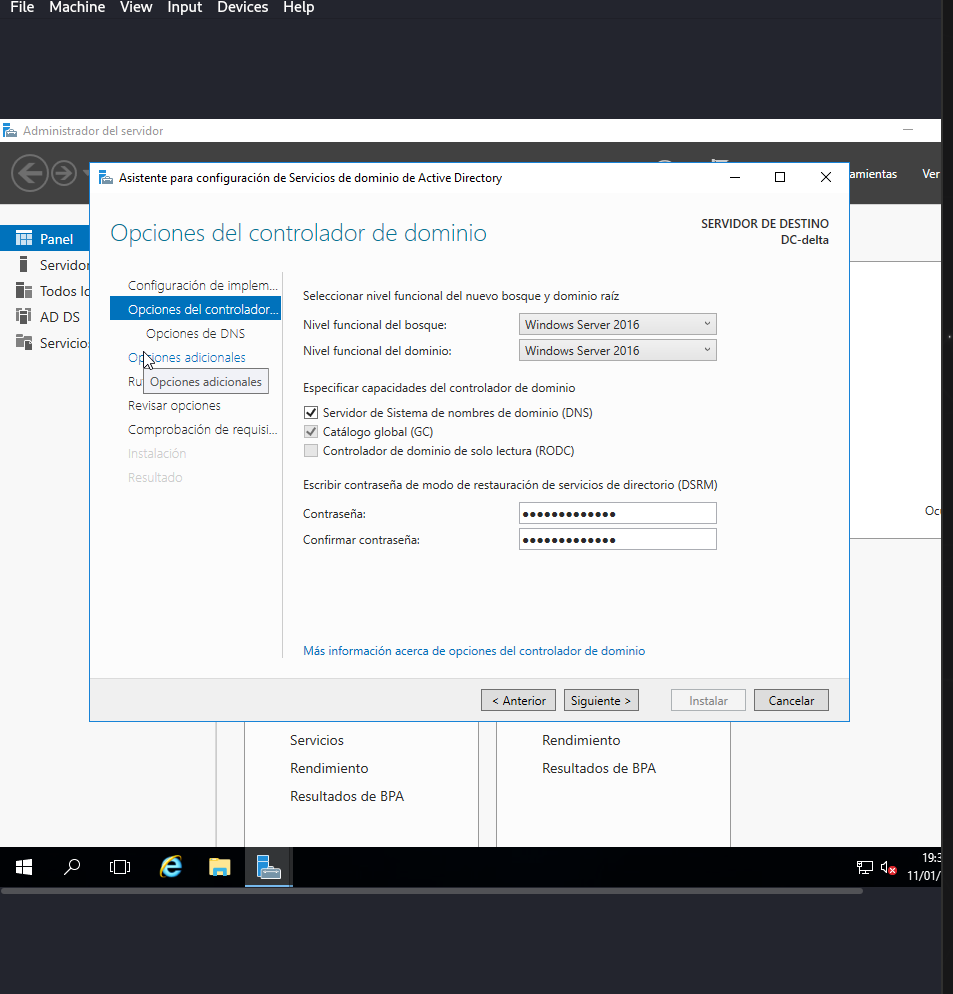 File Machine View Input Devices Help
Administrador del servidor
amientas Ver
Asistente para configuración de Servicios de dominio de Active Directory
Opciones del controlador de dominio
SERVIDOR DE DESTINO
DC-delta
Panel
Servidor
Todos lo
AD DS
Servicios
Configuración de implem...
Opciones del controlador...
Opciones de DNS
Opciones adicionales
Ru
Opciones adicionales
Revisar opciones
Comprobación de requisi...
Instalación
Resultado
Seleccionar nivel funcional del nuevo bosque y dominio raíz
Nivel funcional del bosque: Windows Server 2016
Nivel funcional del dominio: Windows Server 2016
Especificar capacidades del controlador de dominio
Servidor de Sistema de nombres de dominio (DNS)
Catálogo global (GC)
Controlador de dominio de solo lectura (RODC)
Escribir contraseña de modo de restauración de servicios de directorio (DSRM)
Contraseña: •••••••••••••
Confirmar contraseña: •••••••••••••
Más información acerca de opciones del controlador de dominio
Ocu
< Anterior Siguiente > Instalar Cancelar
Servicios
Rendimiento
Resultados de BPA
Rendimiento
Resultados de BPA
19:3
11/01/